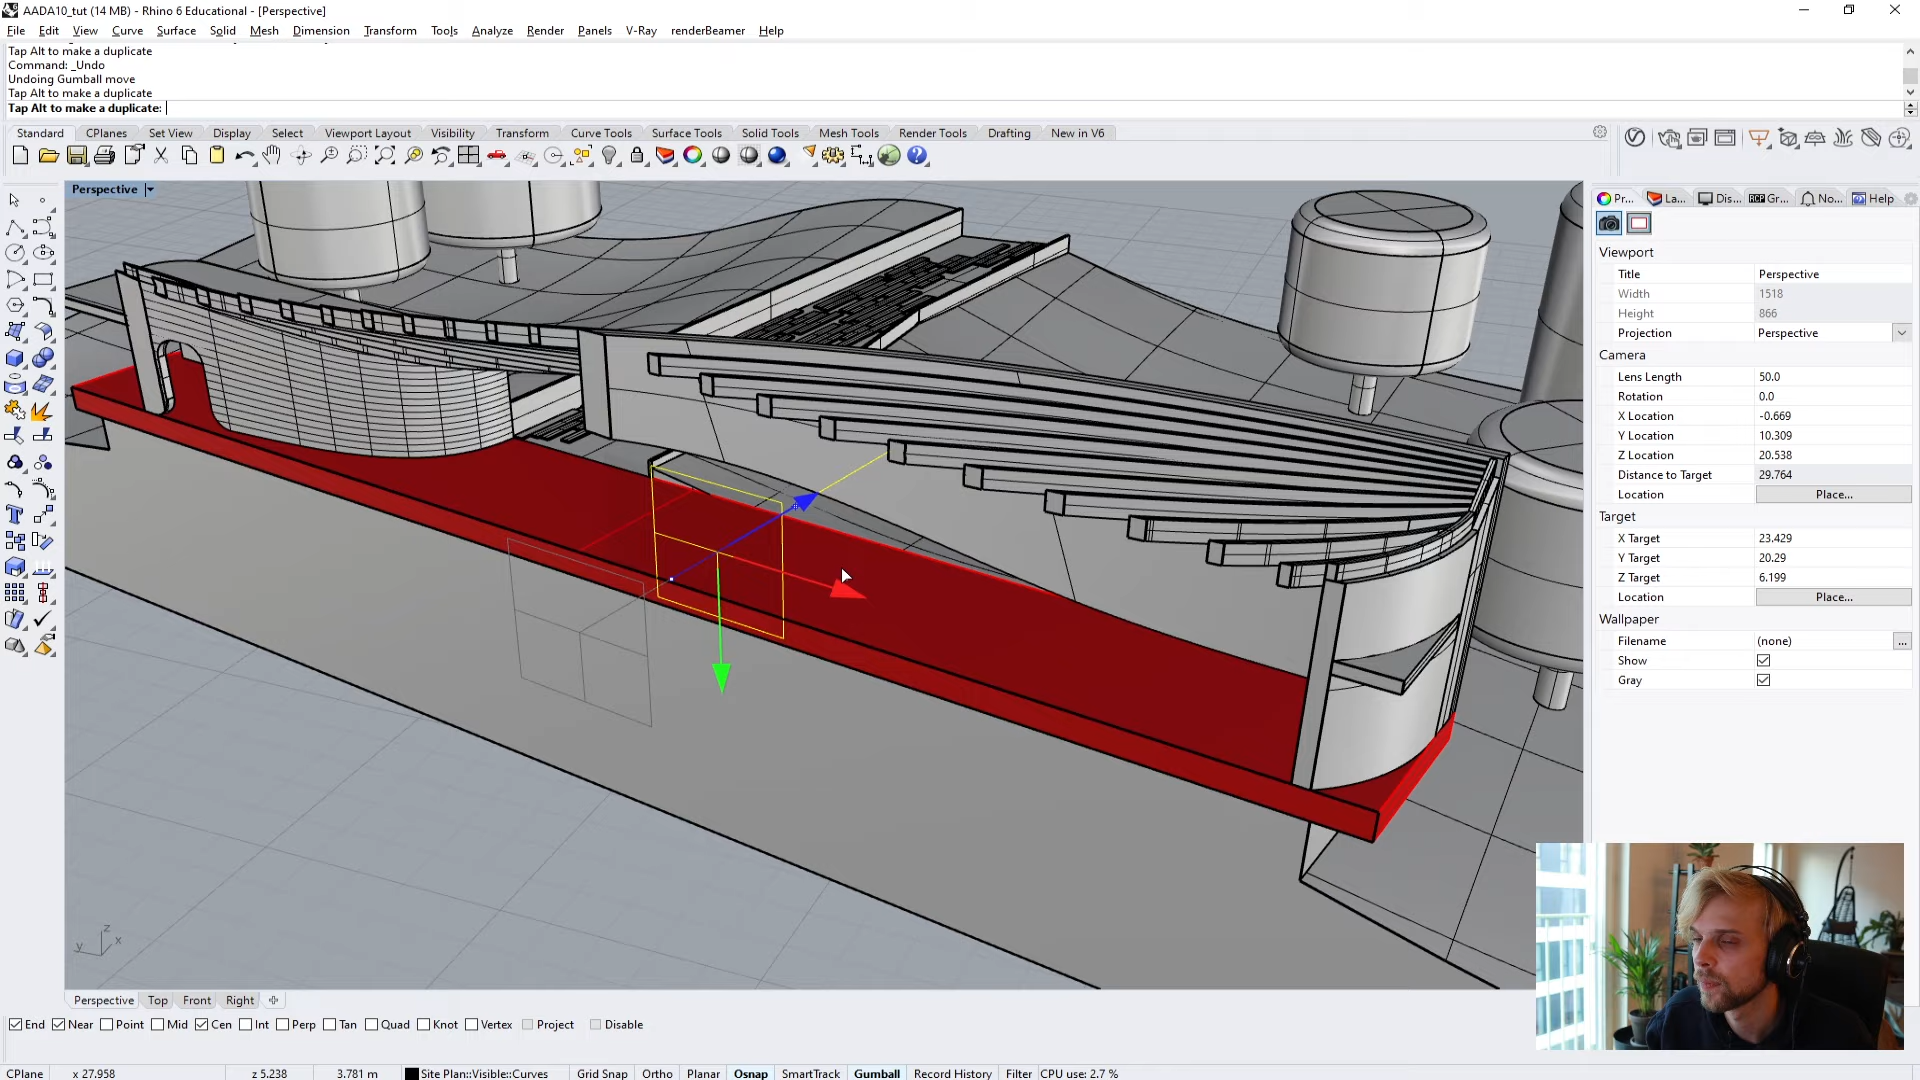 AADA10_tut (14 MB) - Rhino 6 Educational - [Perspective]
File Edit View Curve Surface Solid Mesh Dimension Transform Tools Analyze Render Panels V-Ray renderBeamer Help
Tap Alt to make a duplicate
Command: _Undo
Undoing Gumball move
Tap Alt to make a duplicate
Tap Alt to make a duplicate:
Standard CPlanes Set View Display Select Viewport Layout Visibility Transform Curve Tools Surface Tools Solid Tools Mesh Tools Render Tools Drafting New in V6
Perspective
Pr... La... Dis... Gr... No... Help
Viewport
Title Perspective
Width 1518
Height 866
Projection Perspective
Camera
Lens Length 50.0
Rotation 0.0
X Location -0.669
Y Location 10.309
Z Location 20.538
Distance to Target 29.764
Location Place...
Target
X Target 23.429
Y Target 20.29
Z Target 6.199
Location Place...
Wallpaper
Filename (none) ...
Show
Gray
z
y x
Perspective Top Front Right
End Near Point Mid Cen Int Perp Tan Quad Knot Vertex Project Disable
CPlane x 27.958 z 5.238 3.781 m Site Plan::Visible::Curves Grid Snap Ortho Planar Osnap SmartTrack Gumball Record History Filter CPU use: 2.7 %